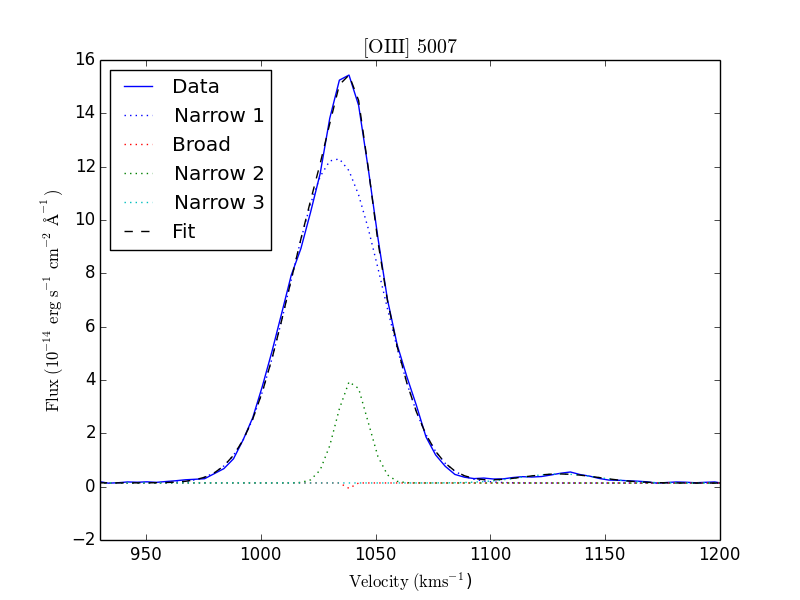 [OIII] 5007
Data
Narrow 1
Broad
Narrow 2
Narrow 3
Fit
Flux (10⁻¹⁴ erg s⁻¹ cm⁻² Å⁻¹)
16
14
12
10
8
6
4
2
0
−2
950 1000 1050 1100 1150 1200
Velocity (kms⁻¹)